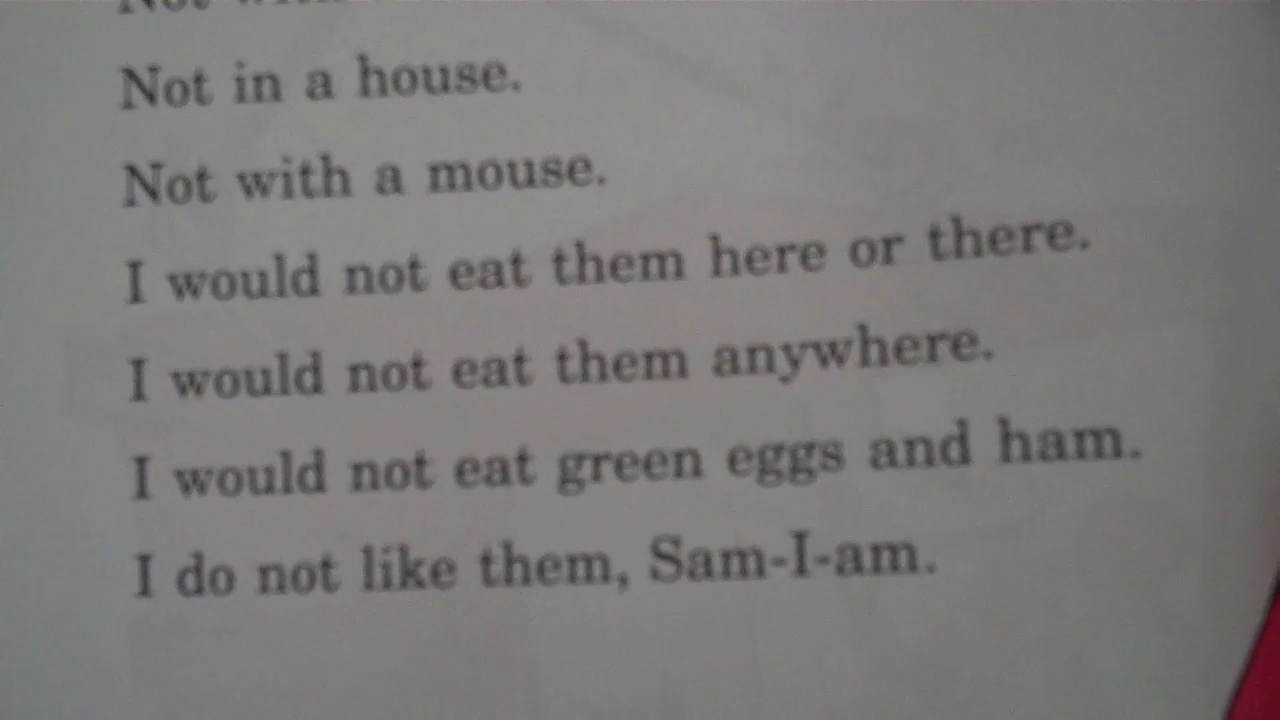 Not in a house.
Not with a mouse.
I would not eat them here or there.
I would not eat them anywhere.
I would not eat green eggs and ham.
I do not like them, Sam-I-am.